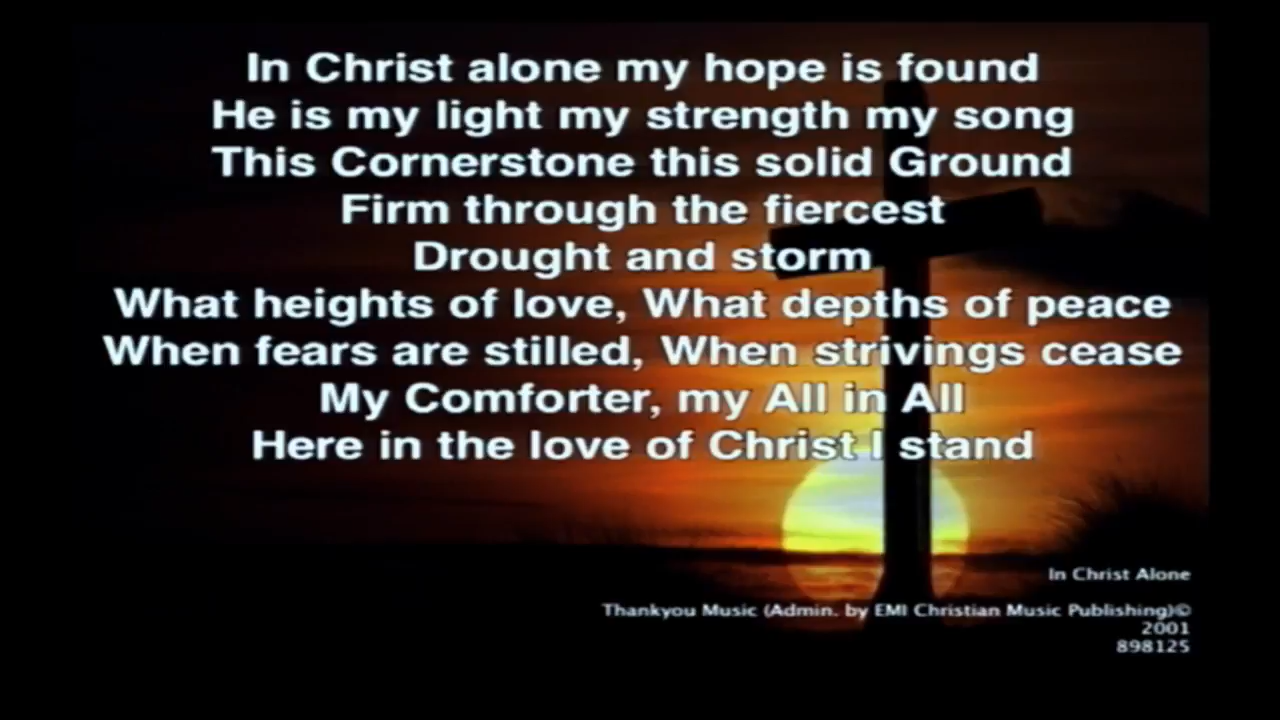 In Christ alone my hope is found
He is my light my strength my song
This Cornerstone this solid Ground
Firm through the fiercest
Drought and storm
What heights of love, What depths of peace
When fears are stilled, When strivings cease
My Comforter, my All in All
Here in the love of Christ I stand
In Christ Alone
Thankyou Music (Admin. by EMI Christian Music Publishing)©
2001
898125